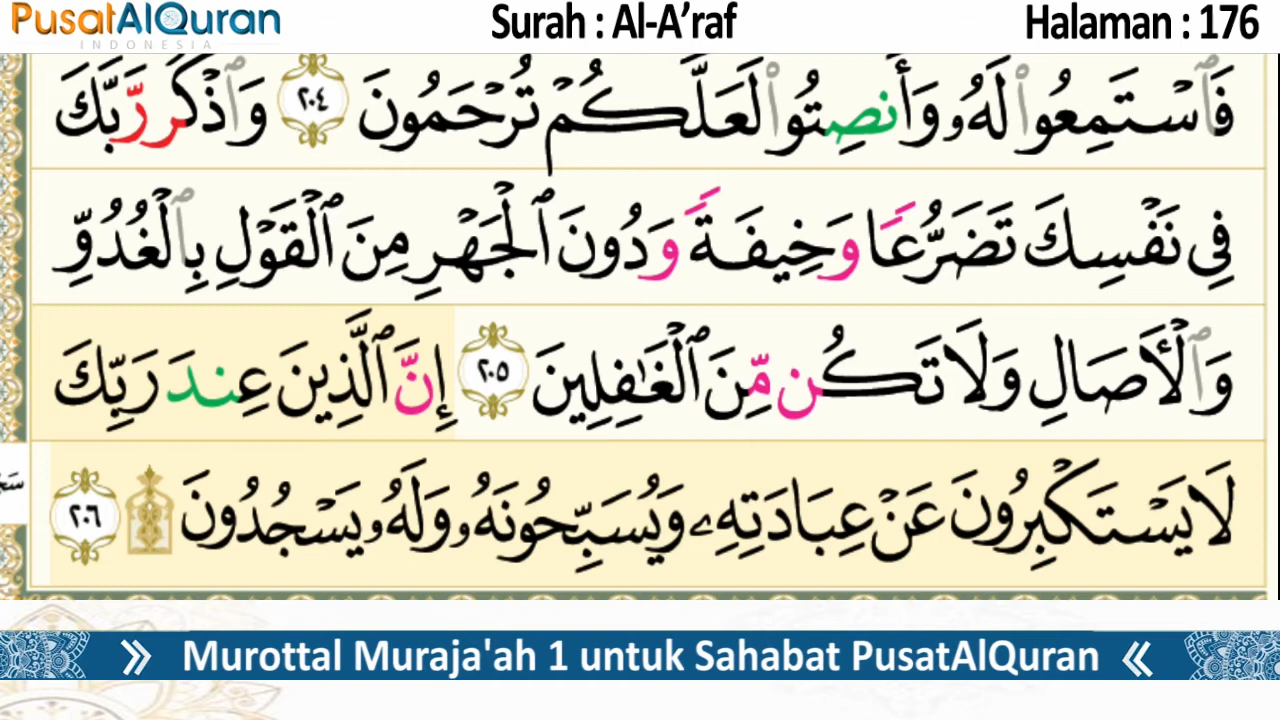 PusatAlQuran
INDONESIA
Surah : Al-A’raf
Halaman : 176
فَٱسْتَمِعُوا۟ لَهُۥ وَأَنصِتُوا۟ لَعَلَّكُمْ تُرْحَمُونَ ٢٠٤ وَٱذْكُر رَّبَّكَ
فِى نَفْسِكَ تَضَرُّعًا وَخِيفَةً وَدُونَ ٱلْجَهْرِ مِنَ ٱلْقَوْلِ بِٱلْغُدُوِّ
وَٱلْـَٔاصَالِ وَلَا تَكُن مِّنَ ٱلْغَٰفِلِينَ ٢٠٥ إِنَّ ٱلَّذِينَ عِندَ رَبِّكَ
لَا يَسْتَكْبِرُونَ عَنْ عِبَادَتِهِۦ وَيُسَبِّحُونَهُۥ وَلَهُۥ يَسْجُدُونَ ۩ ٢٠٦
Murottal Muraja'ah 1 untuk Sahabat PusatAlQuran